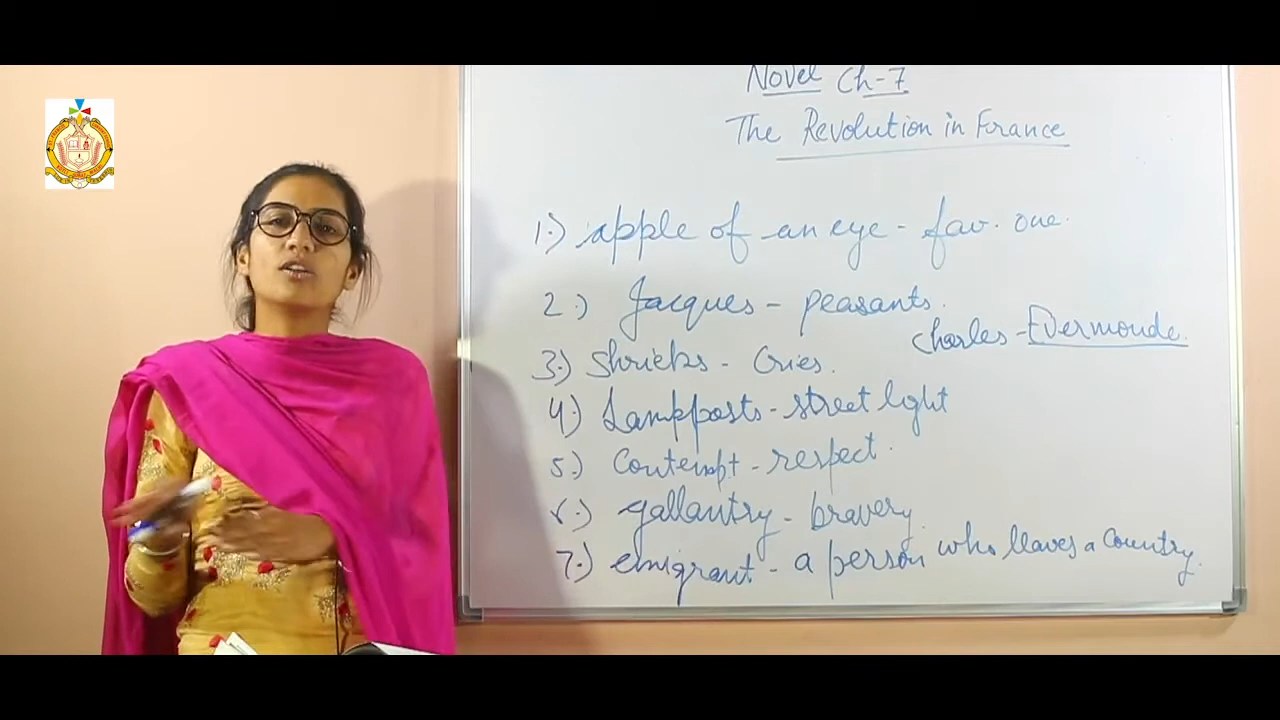 Novel Ch-7
The Revolution in France
1.) apple of an eye - fav. one.
2.) Jacques - peasants.
Charles - Evermonde.
3.) Shrieks - Cries.
4.) Lampposts - street light
5.) Contempt - respect.
6.) gallantry - bravery
7.) emigrant - a person who leaves a country.